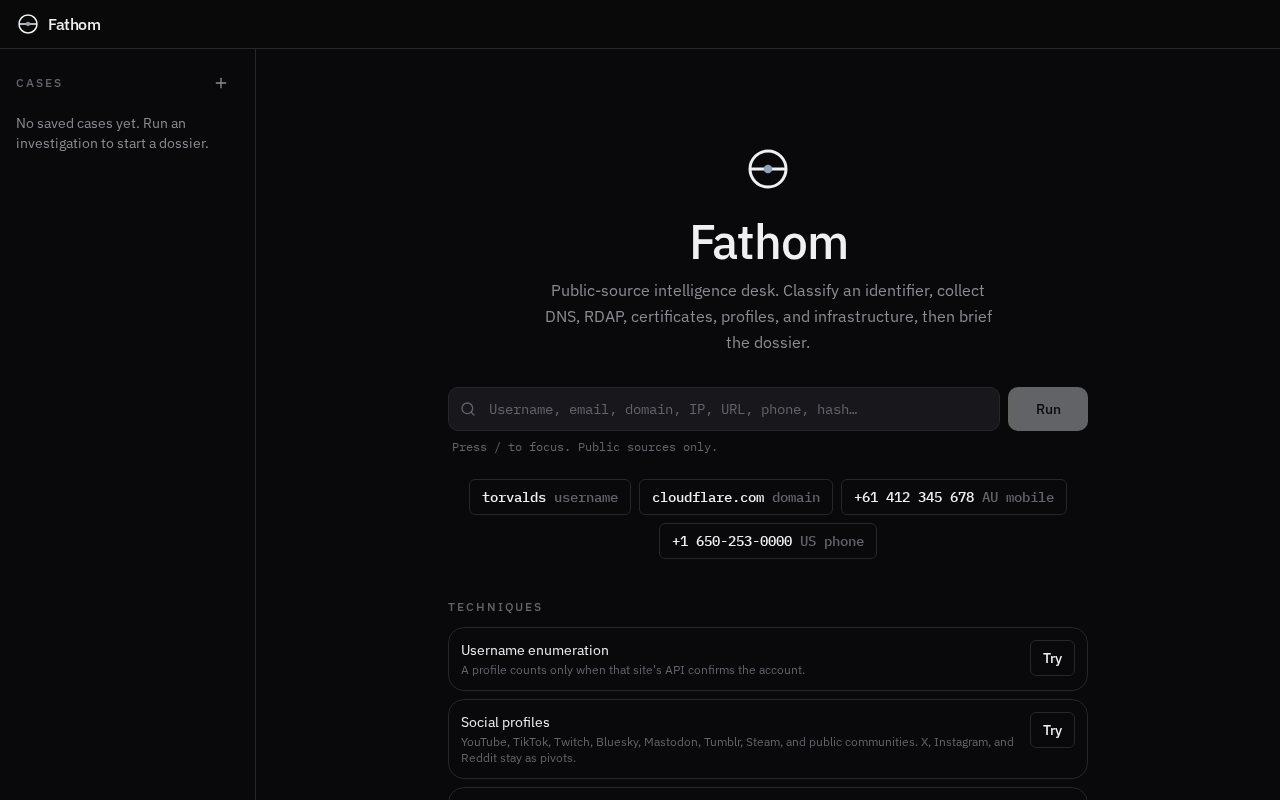 Fathom
CASES
No saved cases yet. Run an
investigation to start a dossier.
Fathom
Public-source intelligence desk. Classify an identifier, collect
DNS, RDAP, certificates, profiles, and infrastructure, then brief
the dossier.
Username, email, domain, IP, URL, phone, hash…
Run
Press / to focus. Public sources only.
torvalds username
cloudflare.com domain
+61 412 345 678 AU mobile
+1 650-253-0000 US phone
TECHNIQUES
Username enumeration
A profile counts only when that site's API confirms the account.
Try
Social profiles
YouTube, TikTok, Twitch, Bluesky, Mastodon, Tumblr, Steam, and public communities. X, Instagram, and
Reddit stay as pivots.
Try